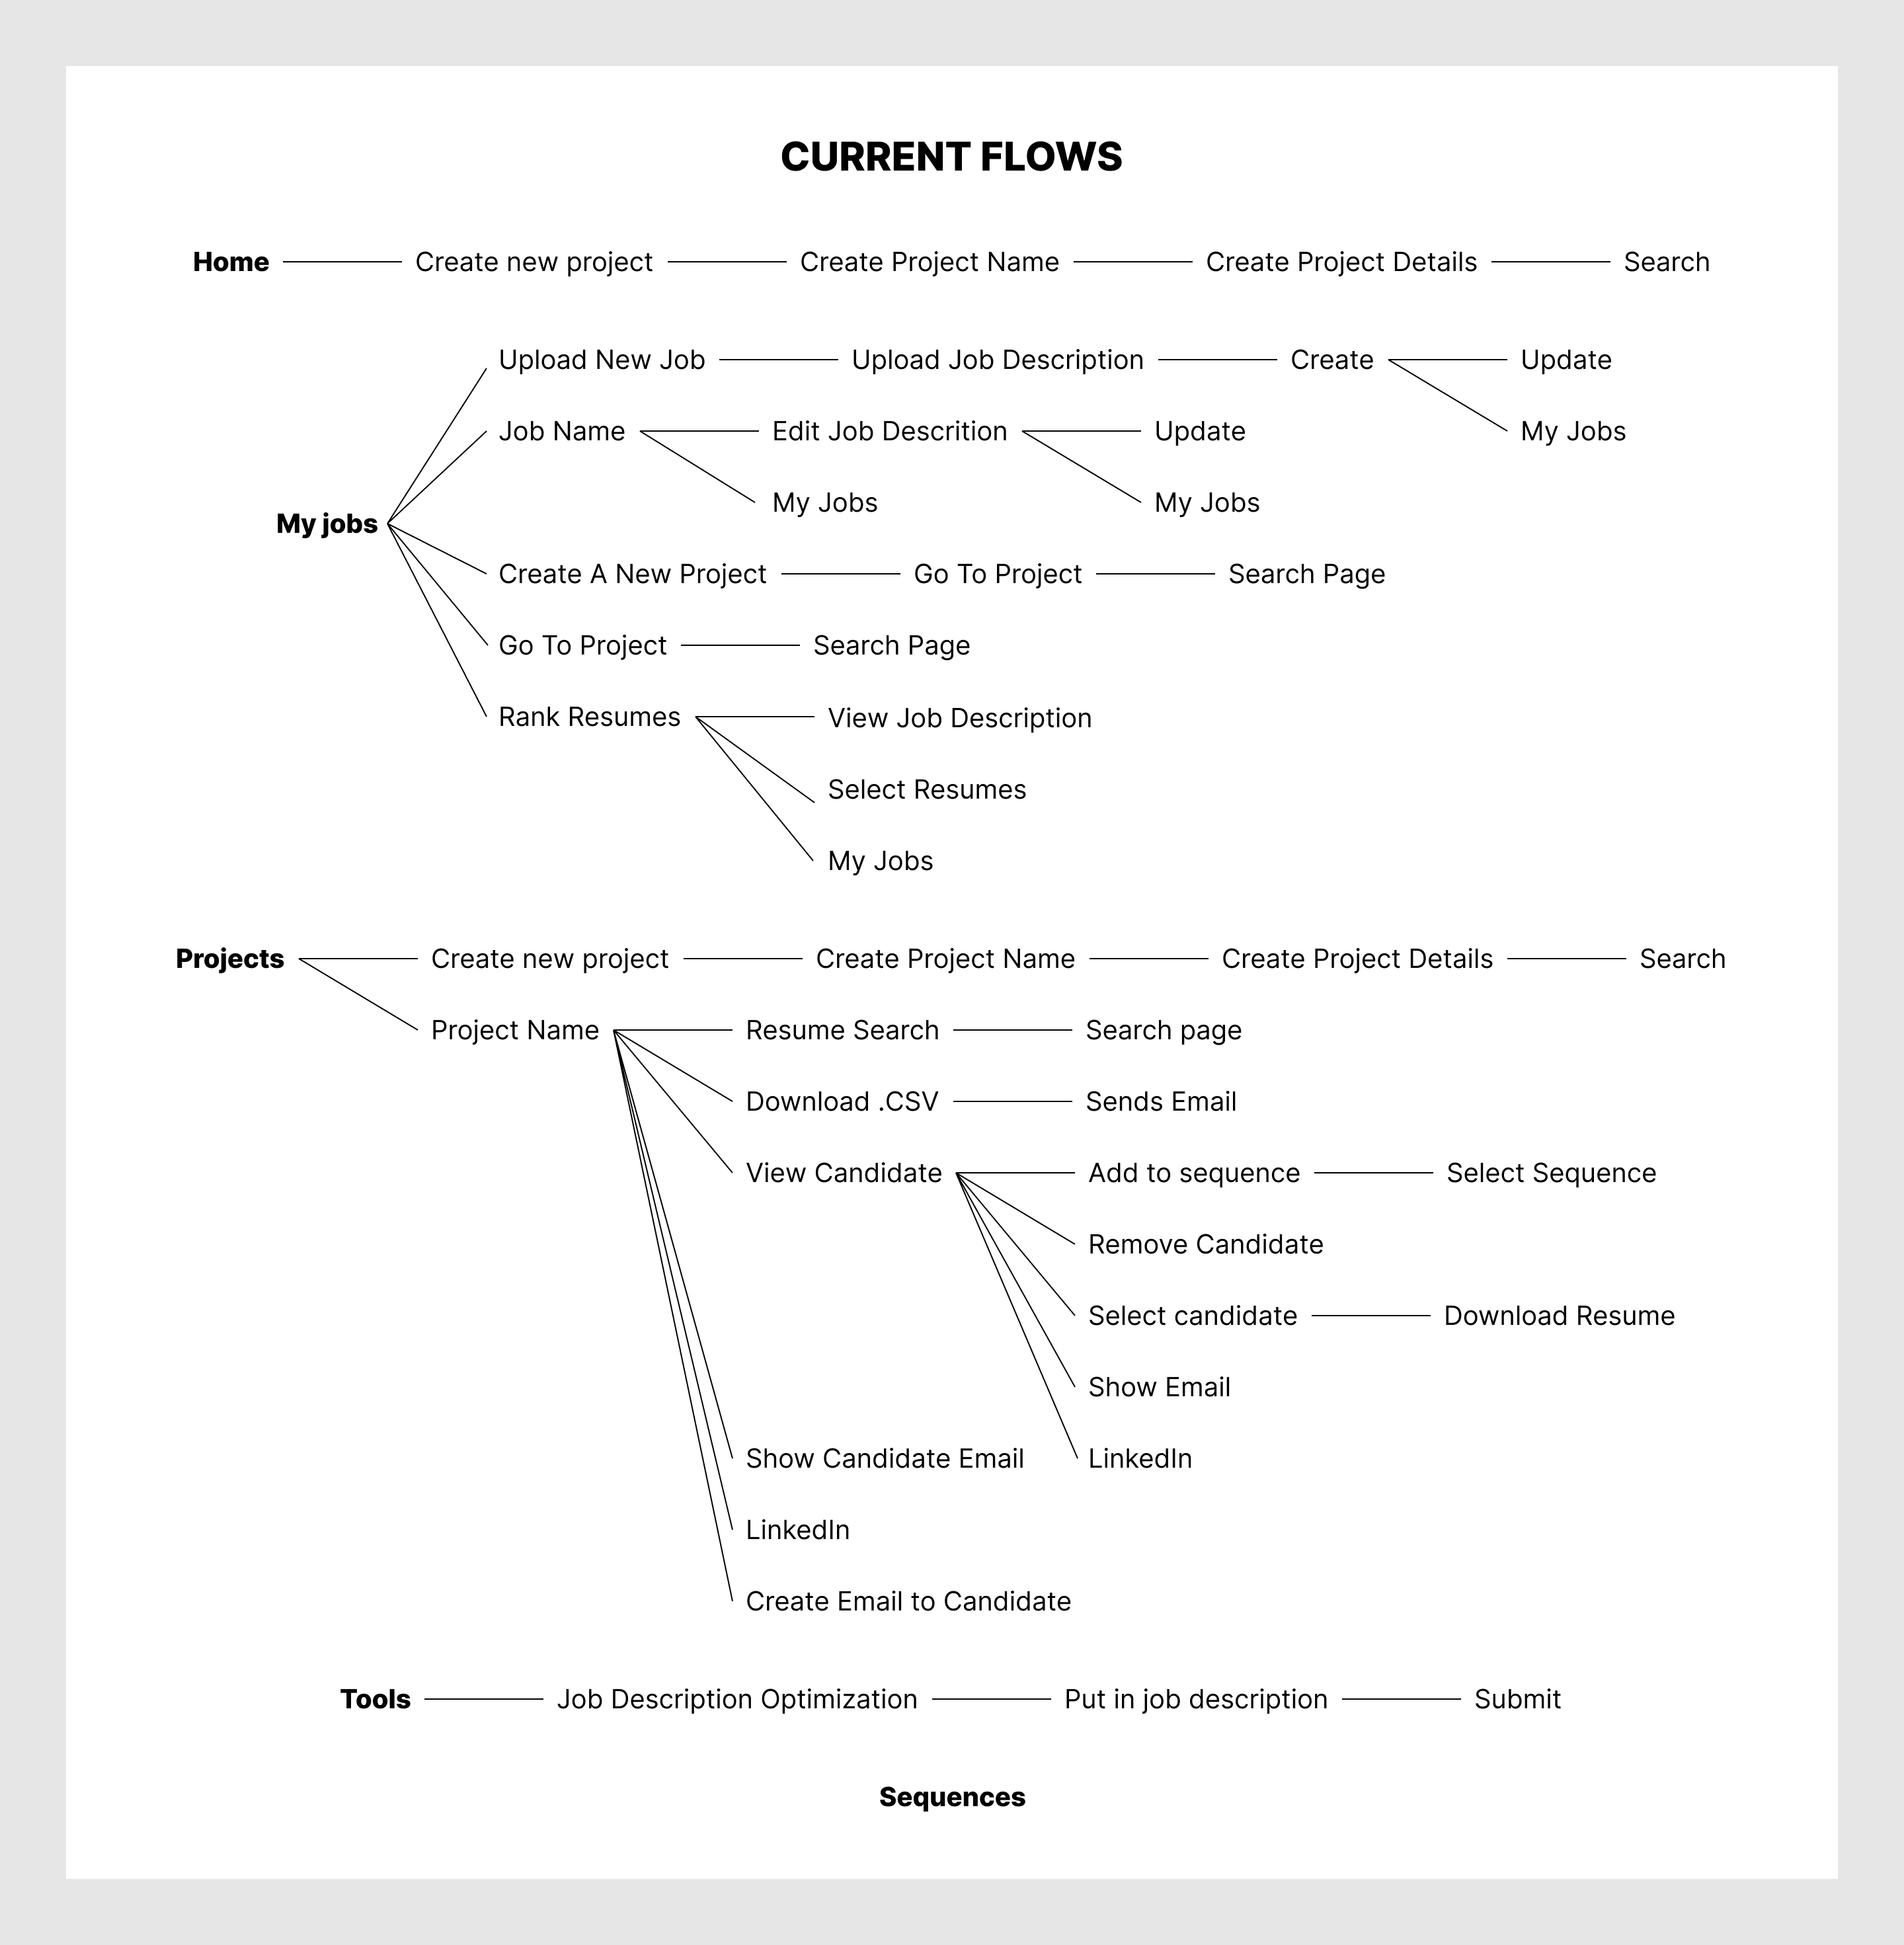 CURRENT FLOWS
Home Create new project Create Project Name Create Project Details Search
Upload New Job Upload Job Description Create Update
Job Name Edit Job Descrition Update My Jobs
My Jobs My Jobs
My jobs
Create A New Project Go To Project Search Page
Go To Project Search Page
Rank Resumes View Job Description
Select Resumes
My Jobs
Projects Create new project Create Project Name Create Project Details Search
Project Name Resume Search Search page
Download .CSV Sends Email
View Candidate Add to sequence Select Sequence
Remove Candidate
Select candidate Download Resume
Show Email
Show Candidate Email LinkedIn
LinkedIn
Create Email to Candidate
Tools Job Description Optimization Put in job description Submit
Sequences